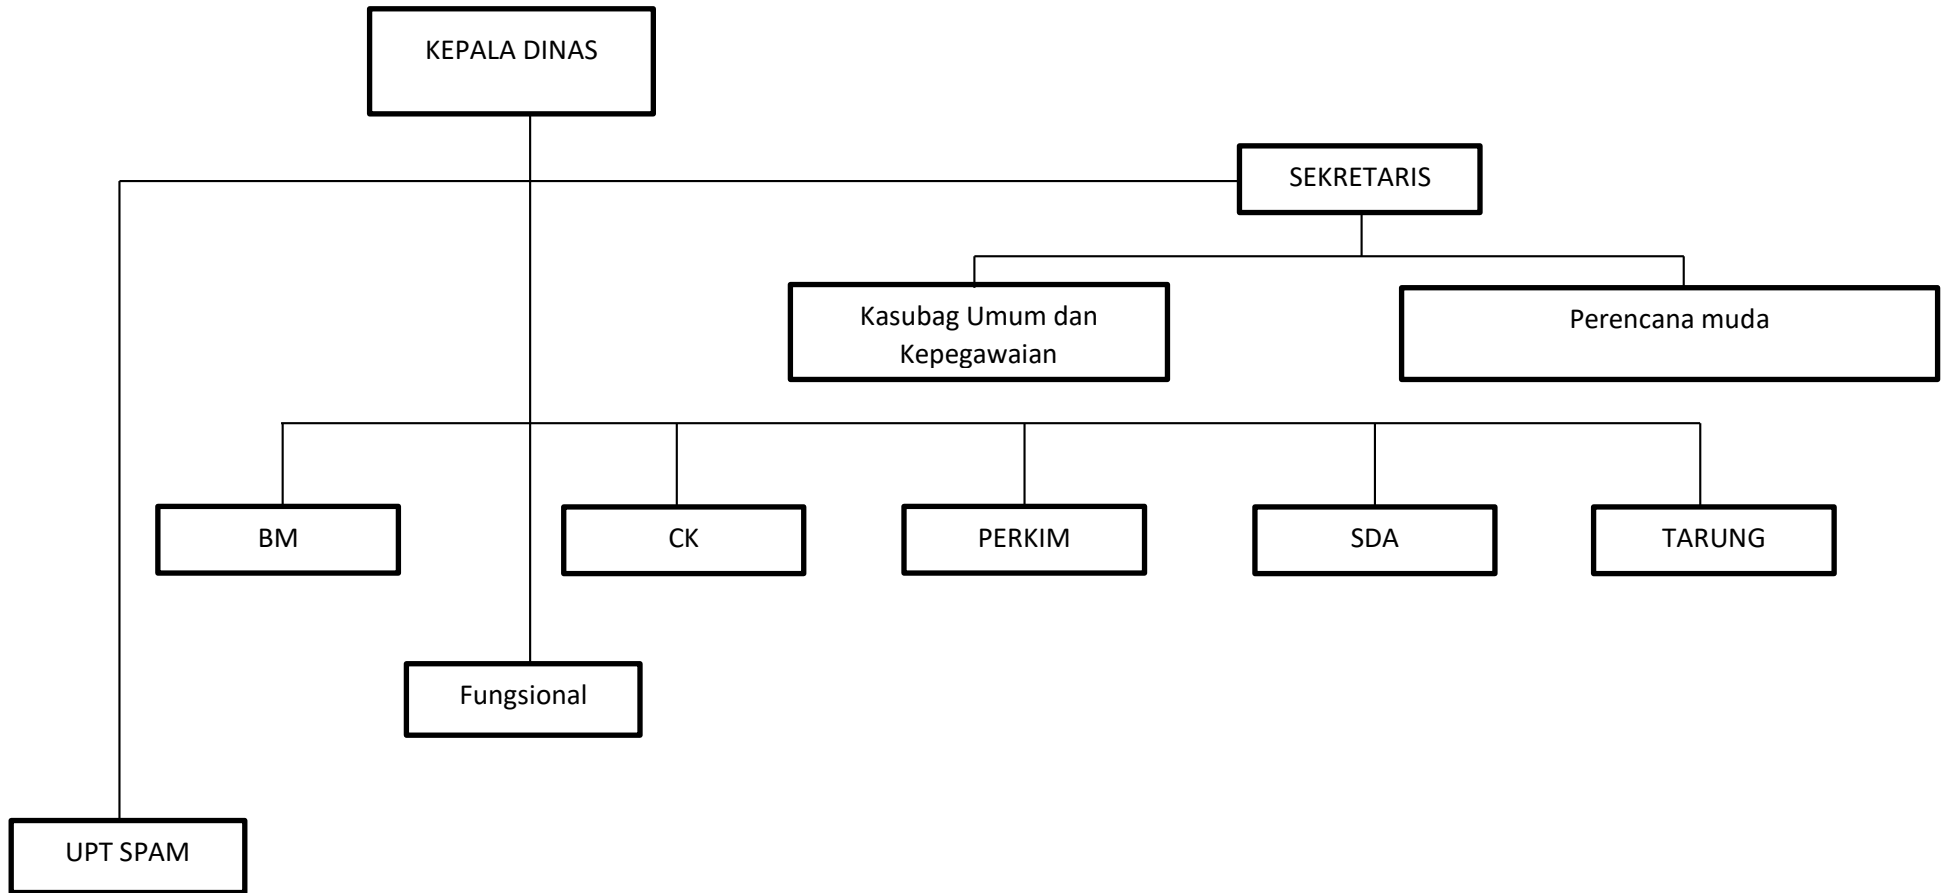 KEPALA DINAS
SEKRETARIS
Kasubag Umum dan
Kepegawaian
Perencana muda
BM
CK
PERKIM
SDA
TARUNG
Fungsional
UPT SPAM